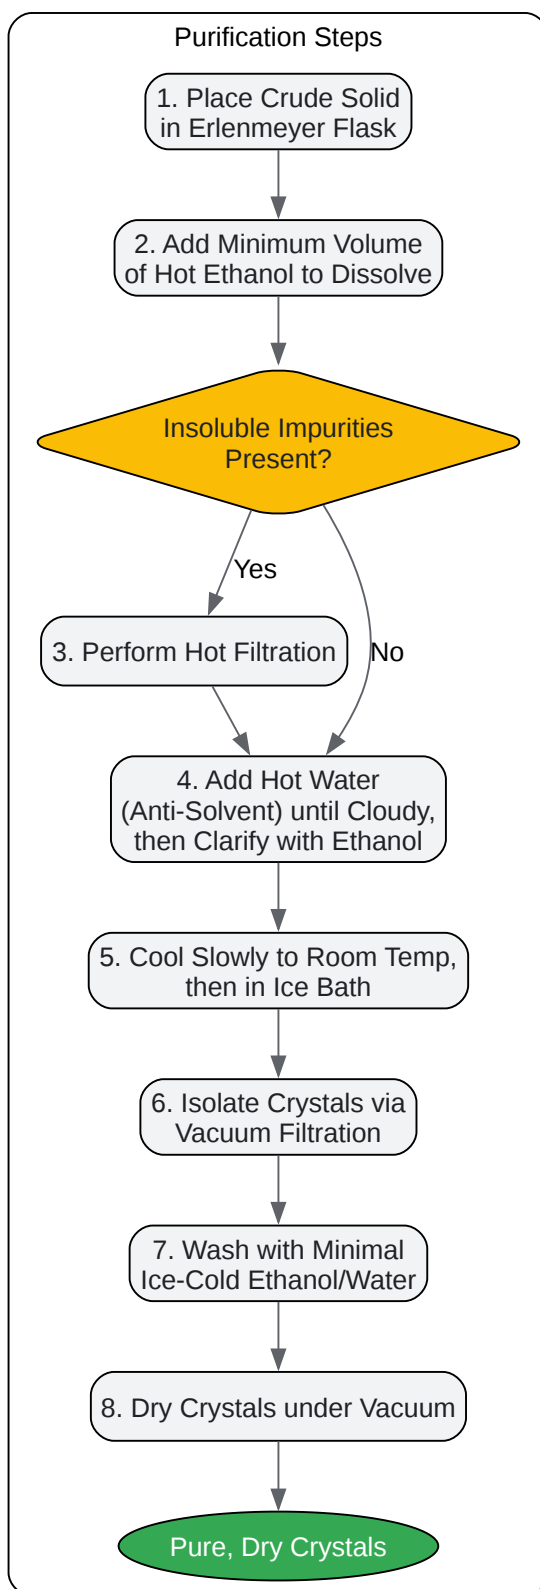 Purification Steps
1. Place Crude Solid
in Erlenmeyer Flask
2. Add Minimum Volume
of Hot Ethanol to Dissolve
Insoluble Impurities
Present?
Yes
3. Perform Hot Filtration
No
4. Add Hot Water
(Anti-Solvent) until Cloudy,
then Clarify with Ethanol
5. Cool Slowly to Room Temp,
then in Ice Bath
6. Isolate Crystals via
Vacuum Filtration
7. Wash with Minimal
Ice-Cold Ethanol/Water
8. Dry Crystals under Vacuum
Pure, Dry Crystals